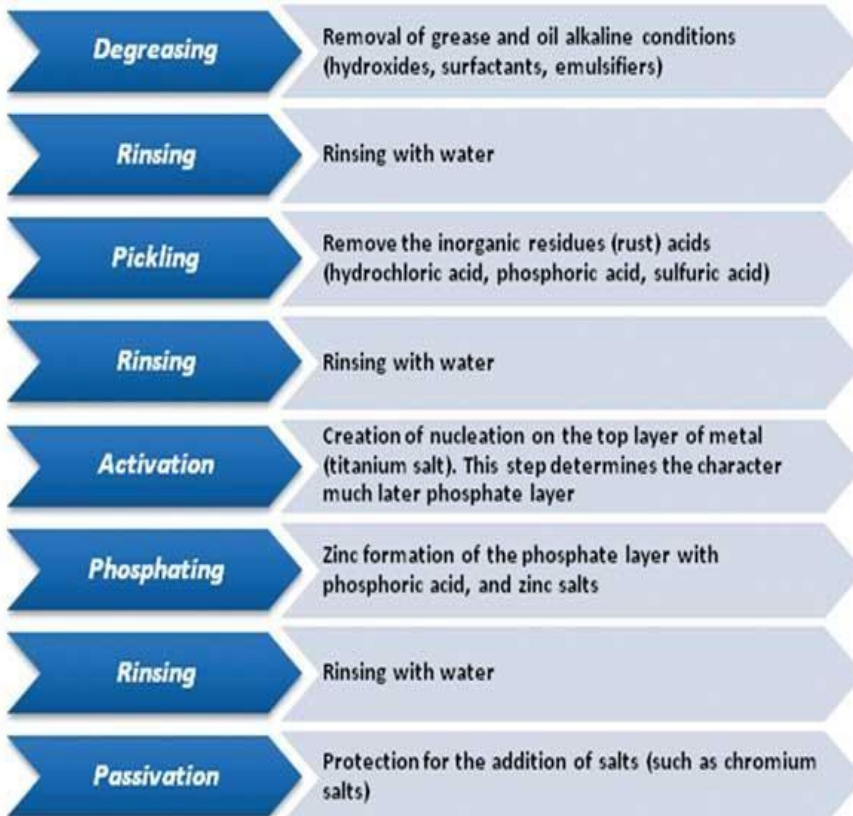 Degreasing
Removal of grease and oil alkaline conditions
(hydroxides, surfactants, emulsifiers)
Rinsing
Rinsing with water
Pickling
Remove the inorganic residues (rust) acids
(hydrochloric acid, phosphoric acid, sulfuric acid)
Rinsing
Rinsing with water
Activation
Creation of nucleation on the top layer of metal
(titanium salt). This step determines the character
much later phosphate layer
Phosphating
Zinc formation of the phosphate layer with
phosphoric acid, and zinc salts
Rinsing
Rinsing with water
Passivation
Protection for the addition of salts (such as chromium
salts)